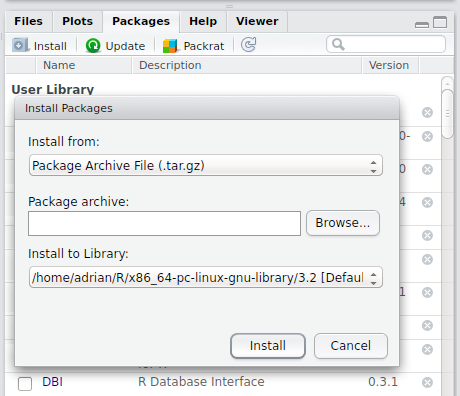 Files Plots Packages Help Viewer
Install Update Packrat
Name Description Version
User Library
Install Packages
Install from:
Package Archive File (.tar.gz)
0-
0
Package archive:
4
Browse...
Install to Library:
/home/adrian/R/x86_64-pc-linux-gnu-library/3.2 [Defaul
1
Install Cancel
DBI R Database Interface 0.3.1